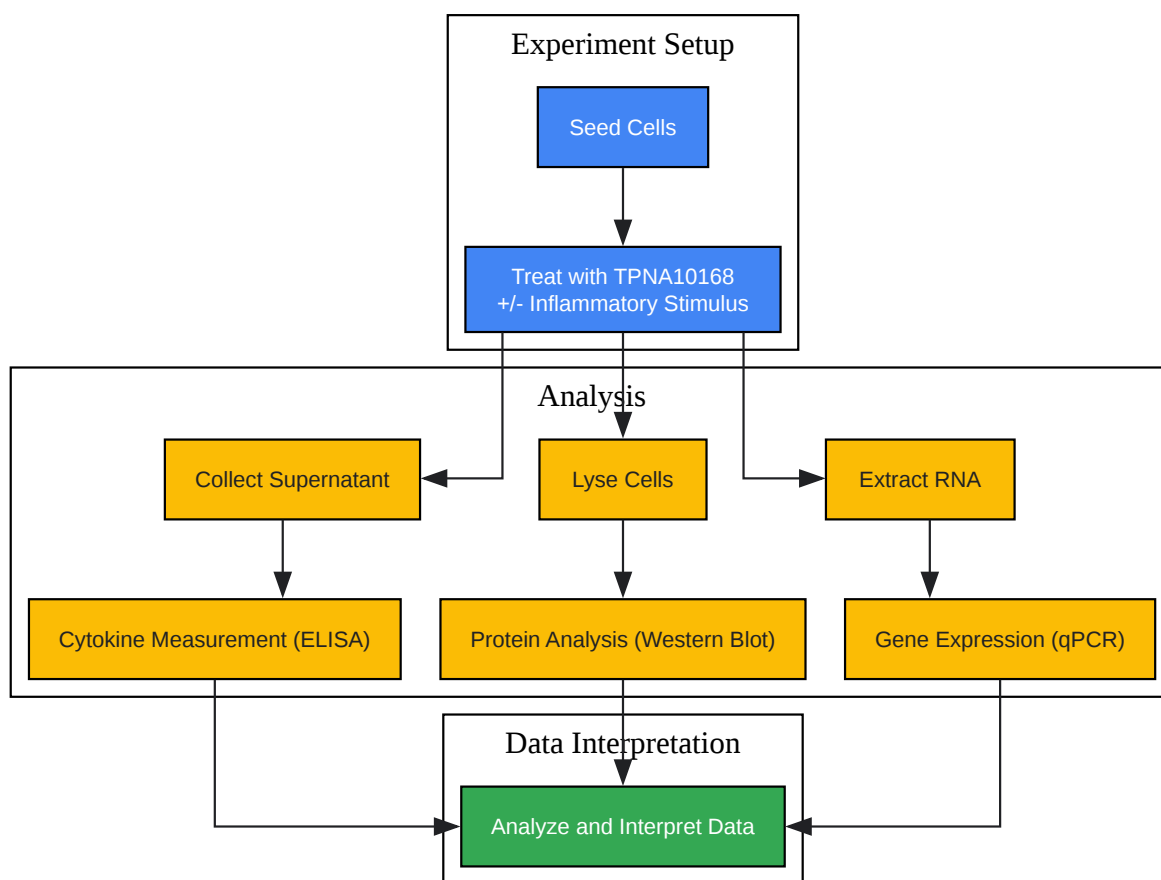 Experiment Setup
Seed Cells
Treat with TPNA10168
+/- Inflammatory Stimulus
Analysis
Collect Supernatant
Lyse Cells
Extract RNA
Cytokine Measurement (ELISA)
Protein Analysis (Western Blot)
Gene Expression (qPCR)
Data Interpretation
Analyze and Interpret Data